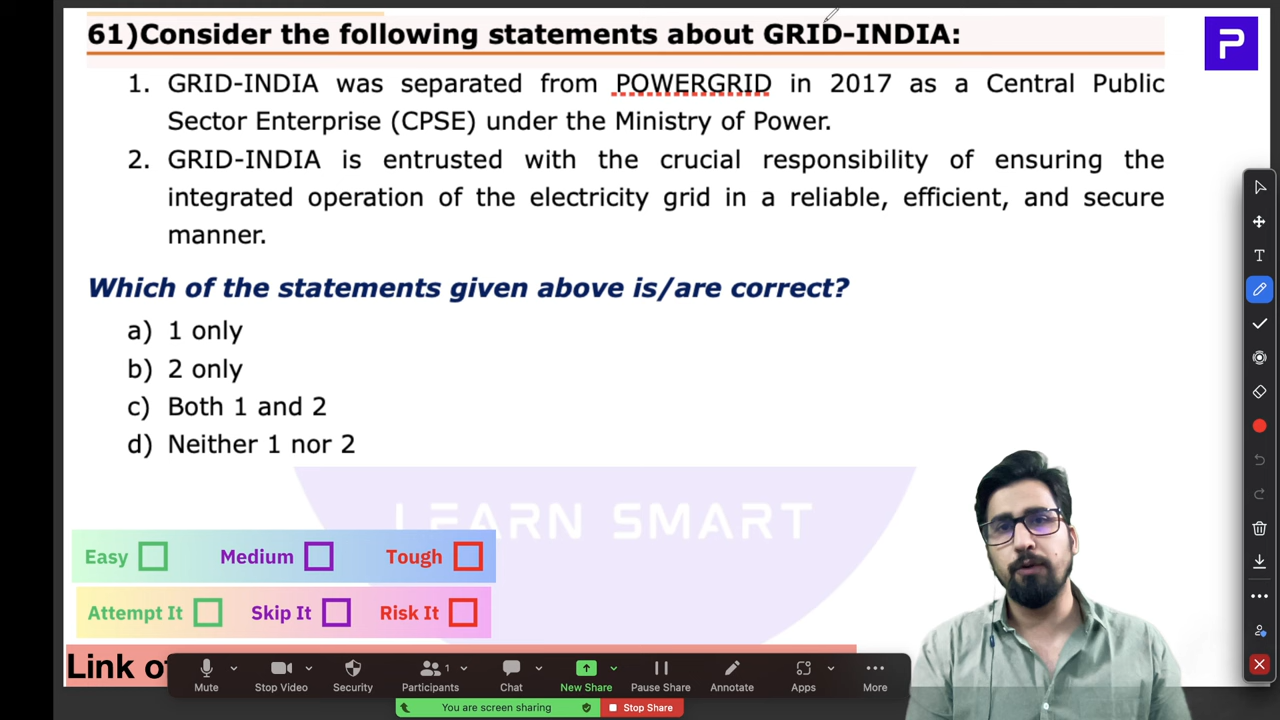 61)Consider the following statements about GRID-INDIA:
P
1. GRID-INDIA was separated from POWERGRID in 2017 as a Central Public
Sector Enterprise (CPSE) under the Ministry of Power.
2. GRID-INDIA is entrusted with the crucial responsibility of ensuring the
integrated operation of the electricity grid in a reliable, efficient, and secure
manner.
Which of the statements given above is/are correct?
a) 1 only
b) 2 only
c) Both 1 and 2
d) Neither 1 nor 2
LEARN SMART
Easy Medium Tough
Attempt It Skip It Risk It
Link
Mute Stop Video Security Participants 1 Chat New Share Pause Share Annotate Apps More
You are screen sharing Stop Share
T